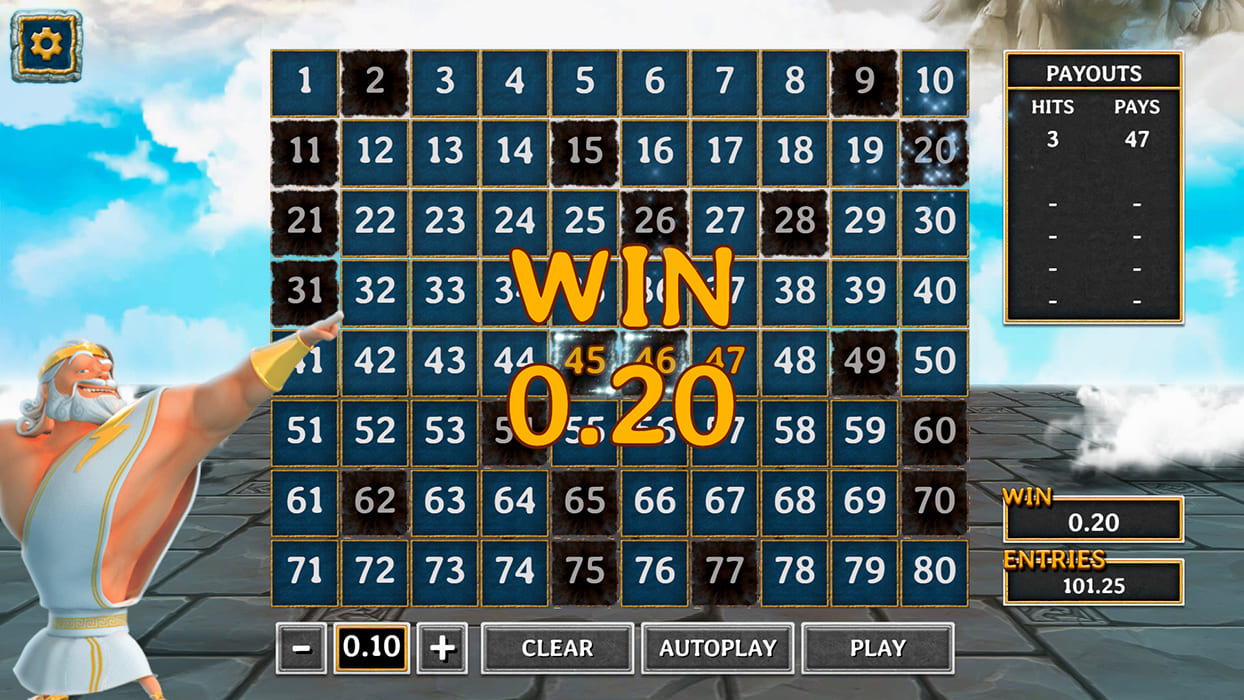 1 2 3 4 5 6 7 8 9 10
11 12 13 14 15 16 17 18 19 20
21 22 23 24 25 26 27 28 29 30
31 32 33 38 39 40
42 43 44 45 46 47 48 49 50
51 52 53 55 58 59 60
61 62 63 64 65 66 67 68 69 70
71 72 73 74 75 76 77 78 79 80
WIN
0.20
PAYOUTS
HITS PAYS
3 47
- -
- -
- -
- -
WIN
0.20
ENTRIES
101.25
- 0.10 + CLEAR AUTOPLAY PLAY